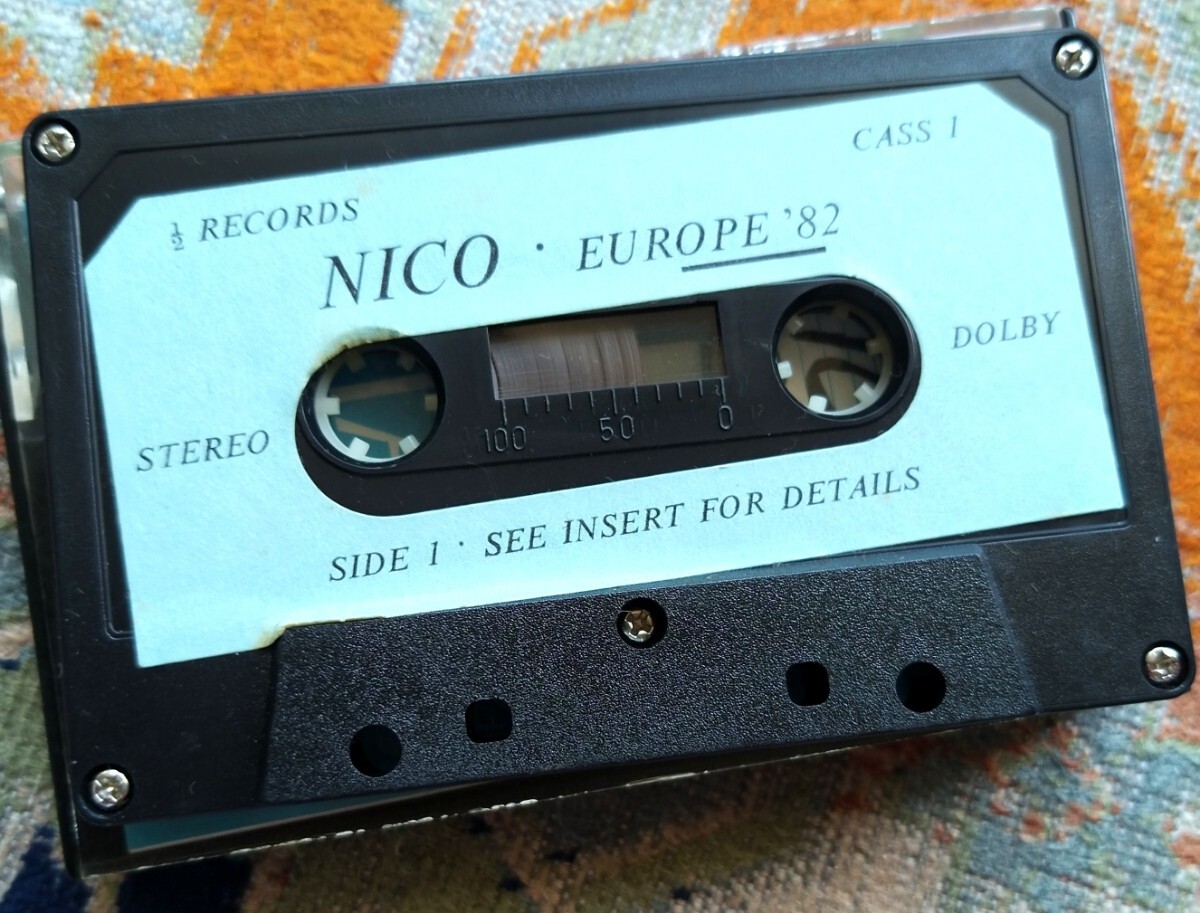 CASS 1
½ RECORDS
NICO · EUROPE '82
DOLBY
100 50 0
STEREO
SIDE 1 · SEE INSERT FOR DETAILS